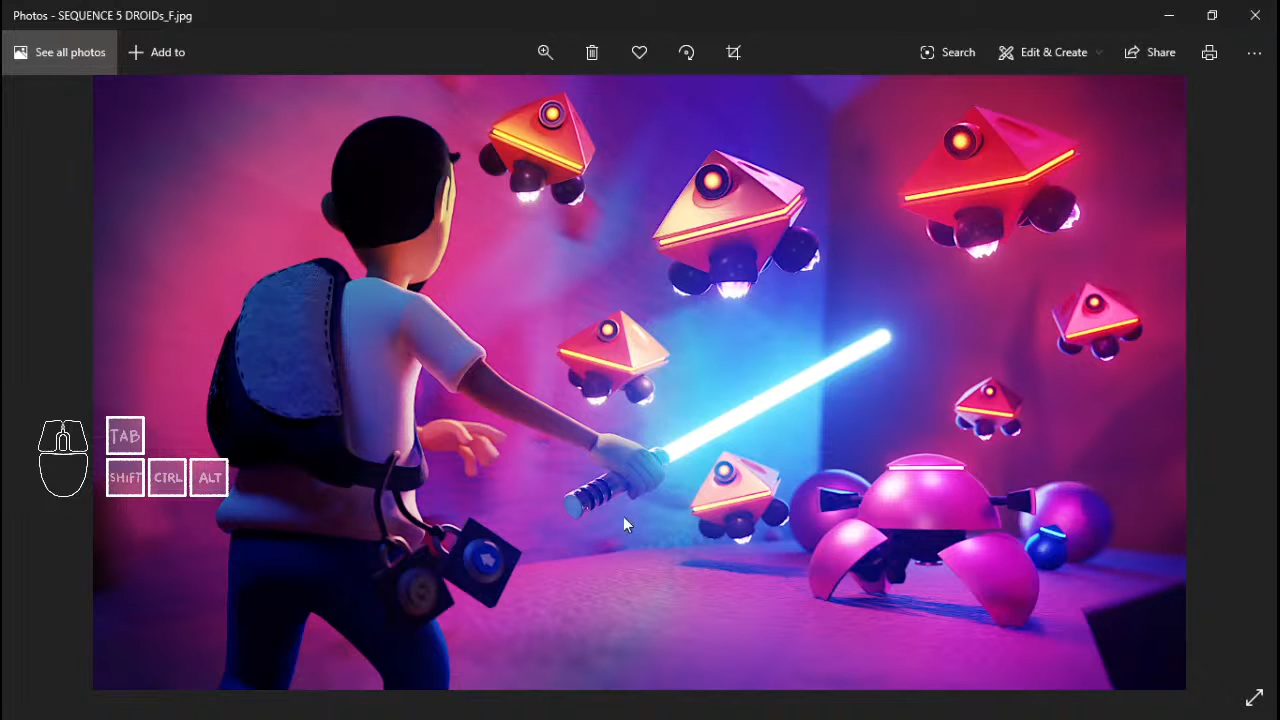 Photos - SEQUENCE 5 DROIDs_F.jpg
See all photos
Add to
Search
Edit & Create
Share
TAB
SHIFT CTRL ALT